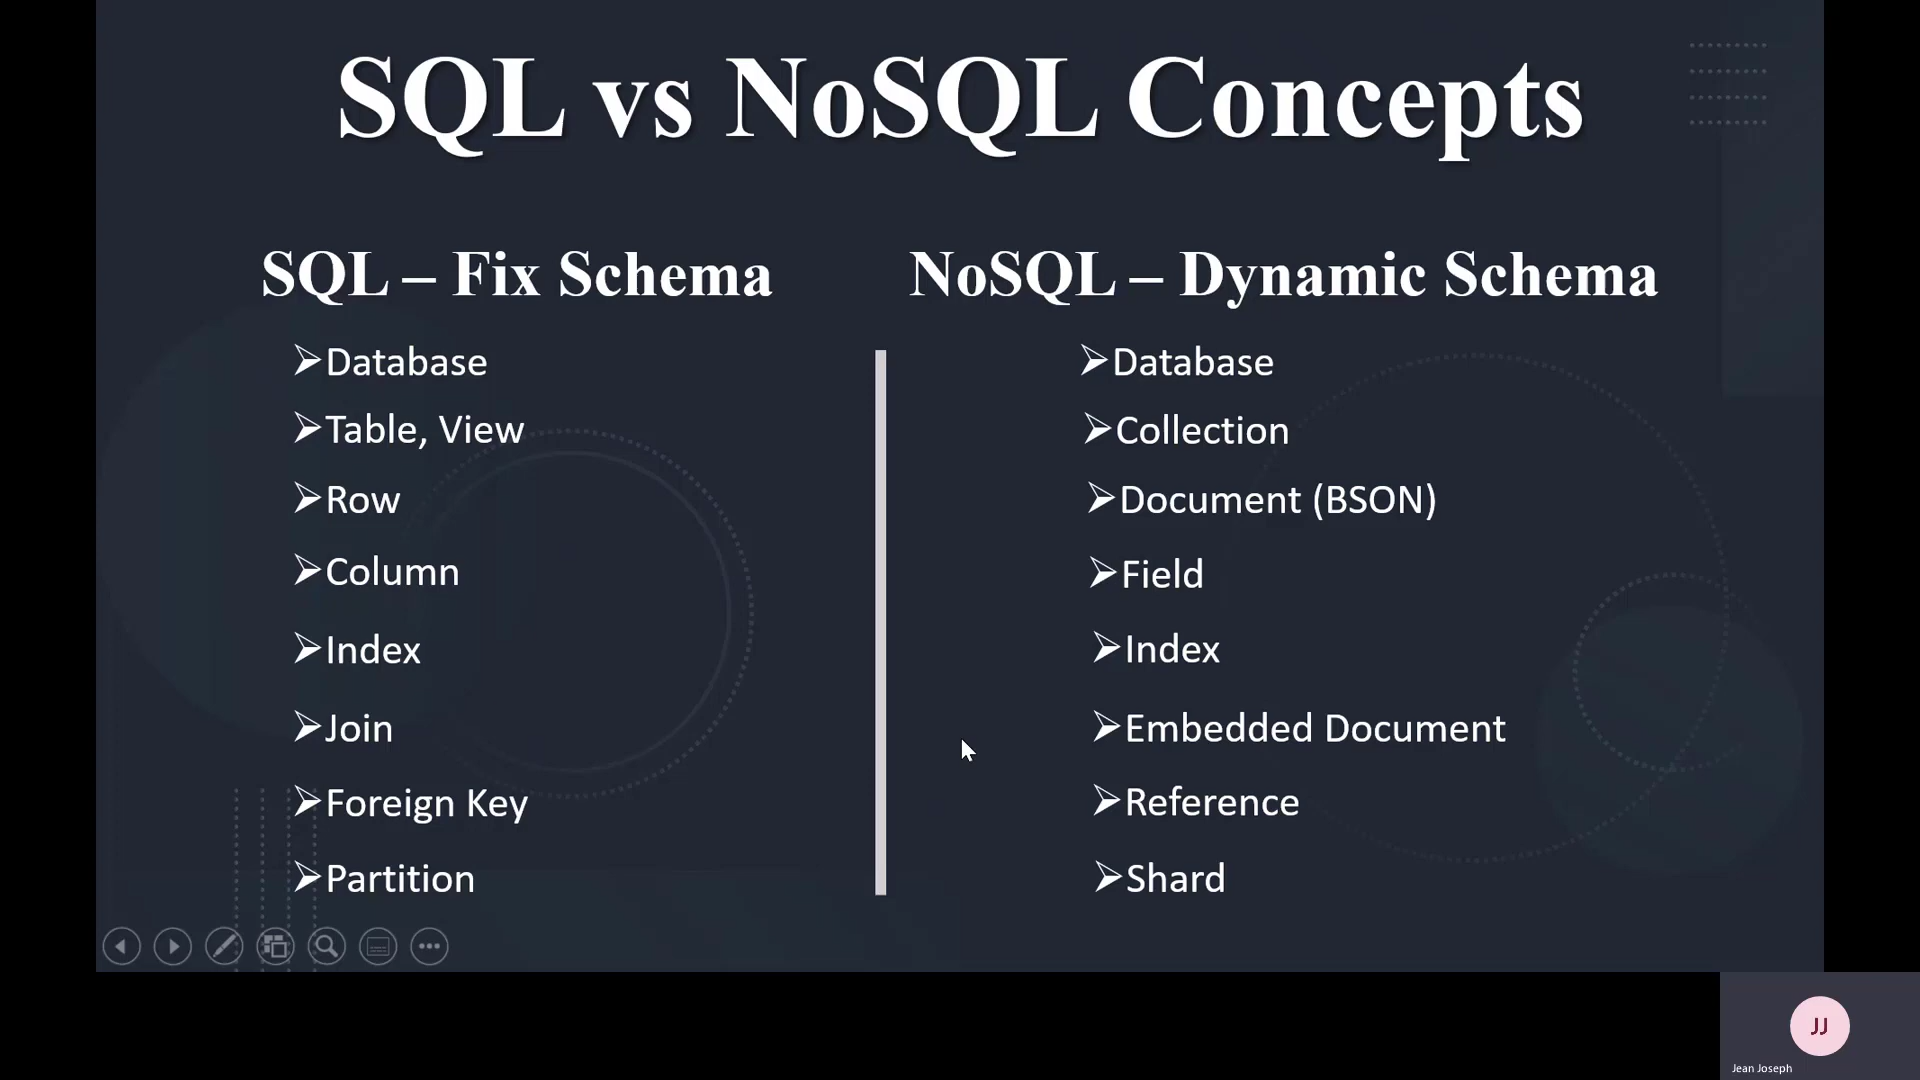 SQL vs NoSQL Concepts
SQL – Fix Schema
Database
Table, View
Row
Column
Index
Join
Foreign Key
Partition
NoSQL – Dynamic Schema
Database
Collection
Document (BSON)
Field
Index
Embedded Document
Reference
Shard
JJ
Jean Joseph